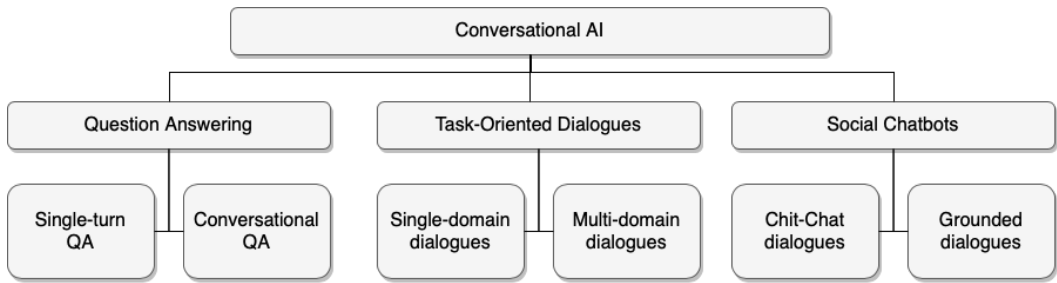 Conversational AI
Question Answering
Task-Oriented Dialogues
Social Chatbots
Single-turn
QA
Conversational
QA
Single-domain
dialogues
Multi-domain
dialogues
Chit-Chat
dialogues
Grounded
dialogues